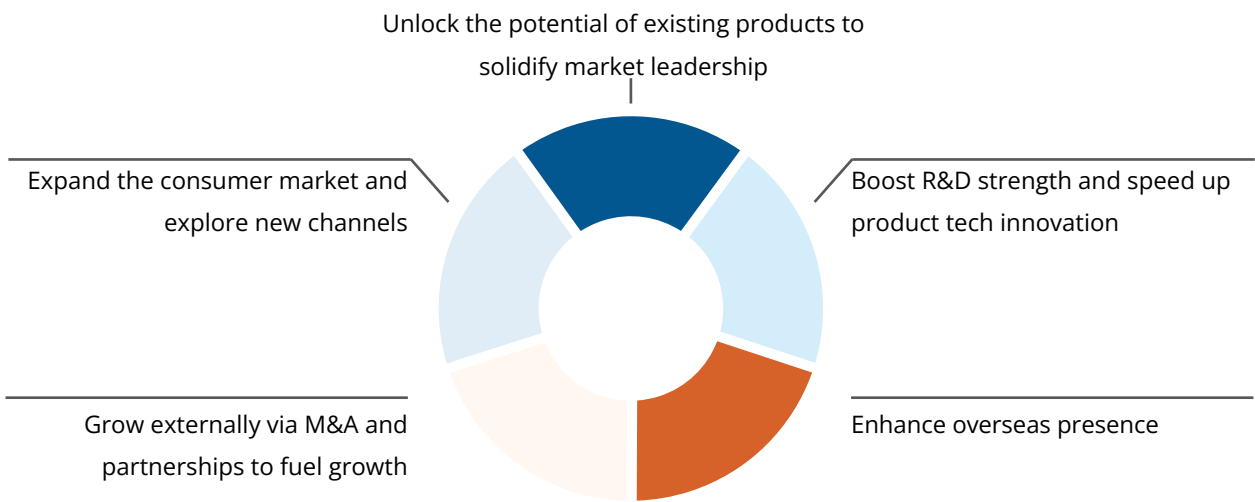 Unlock the potential of existing products to
solidify market leadership
Expand the consumer market and
explore new channels
Boost R&D strength and speed up
product tech innovation
Grow externally via M&A and
partnerships to fuel growth
Enhance overseas presence